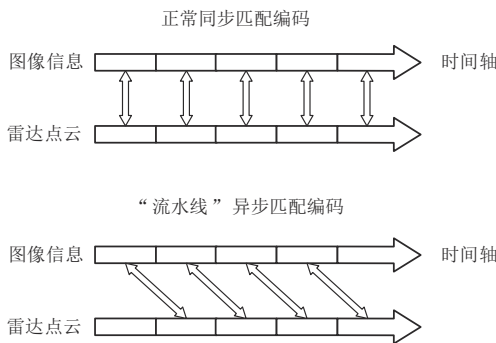 正常同步匹配编码
图像信息 时间轴
雷达点云
“流水线”异步匹配编码
图像信息 时间轴
雷达点云